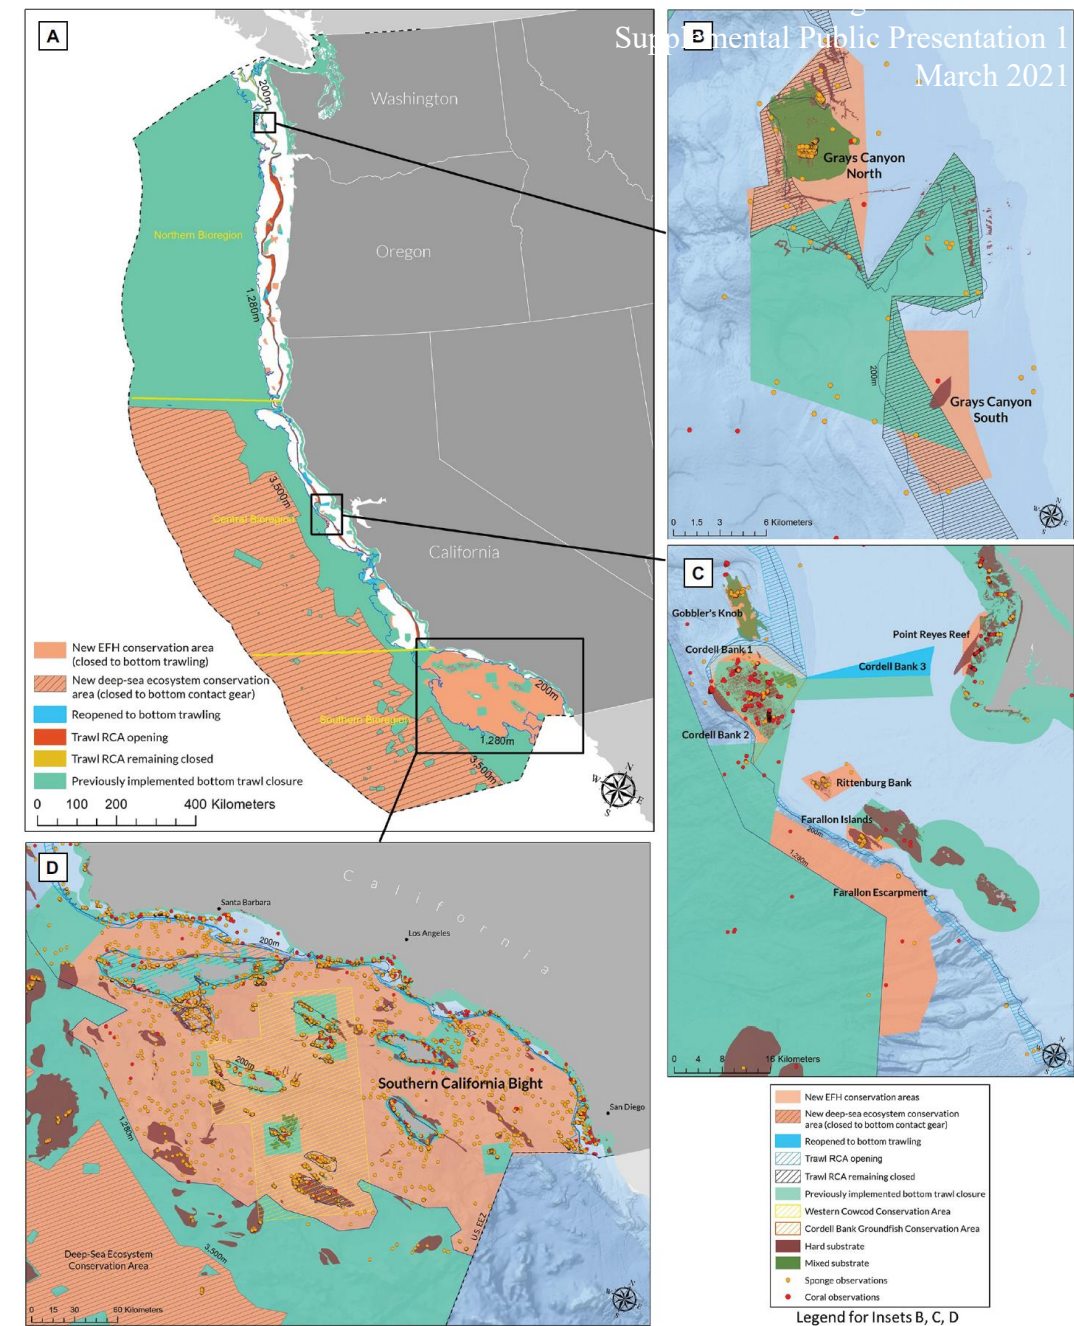 Supplemental Public Presentation 1
March 2021
A
Washington
Oregon
California
200m
Northern Bioregion
1,280m
3,500m
Central Bioregion
Southern Bioregion
200m
1,280m
3,500m
New EFH conservation area
(closed to bottom trawling)
New deep-sea ecosystem conservation
area (closed to bottom contact gear)
Reopened to bottom trawling
Trawl RCA opening
Trawl RCA remaining closed
Previously implemented bottom trawl closure
0 100 200 400 Kilometers
N
W E
S
B
Grays Canyon
North
200m
Grays Canyon
South
0 1.5 3 6 Kilometers
C
Gobbler's Knob
Point Reyes Reef
Cordell Bank 1
Cordell Bank 3
Cordell Bank 2
Rittenburg Bank
Farallon Islands
200m
1,280m
Farallon Escarpment
0 4 8 16 Kilometers
D
California
Santa Barbara
Los Angeles
200m
200m
Southern California Bight
San Diego
1,280m
U.S. EEZ
3,500m
Deep-Sea Ecosystem
Conservation Area
0 15 30 60 Kilometers
New EFH conservation areas
New deep-sea ecosystem conservation
area (closed to bottom contact gear)
Reopened to bottom trawling
Trawl RCA opening
Trawl RCA remaining closed
Previously implemented bottom trawl closure
Western Cowcod Conservation Area
Cordell Bank Groundfish Conservation Area
Hard substrate
Mixed substrate
Sponge observations
Coral observations
Legend for Insets B, C, D